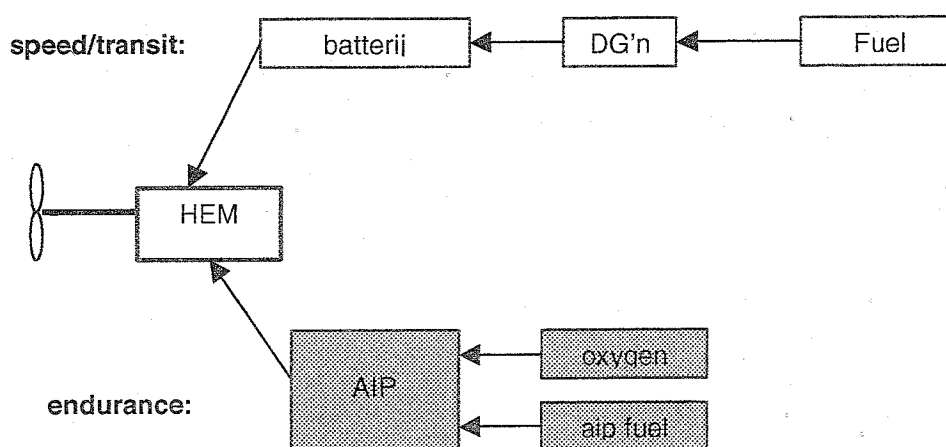 speed/transit:
batterij
DG'n
Fuel
HEM
oxygen
AIP
endurance:
aip fuel